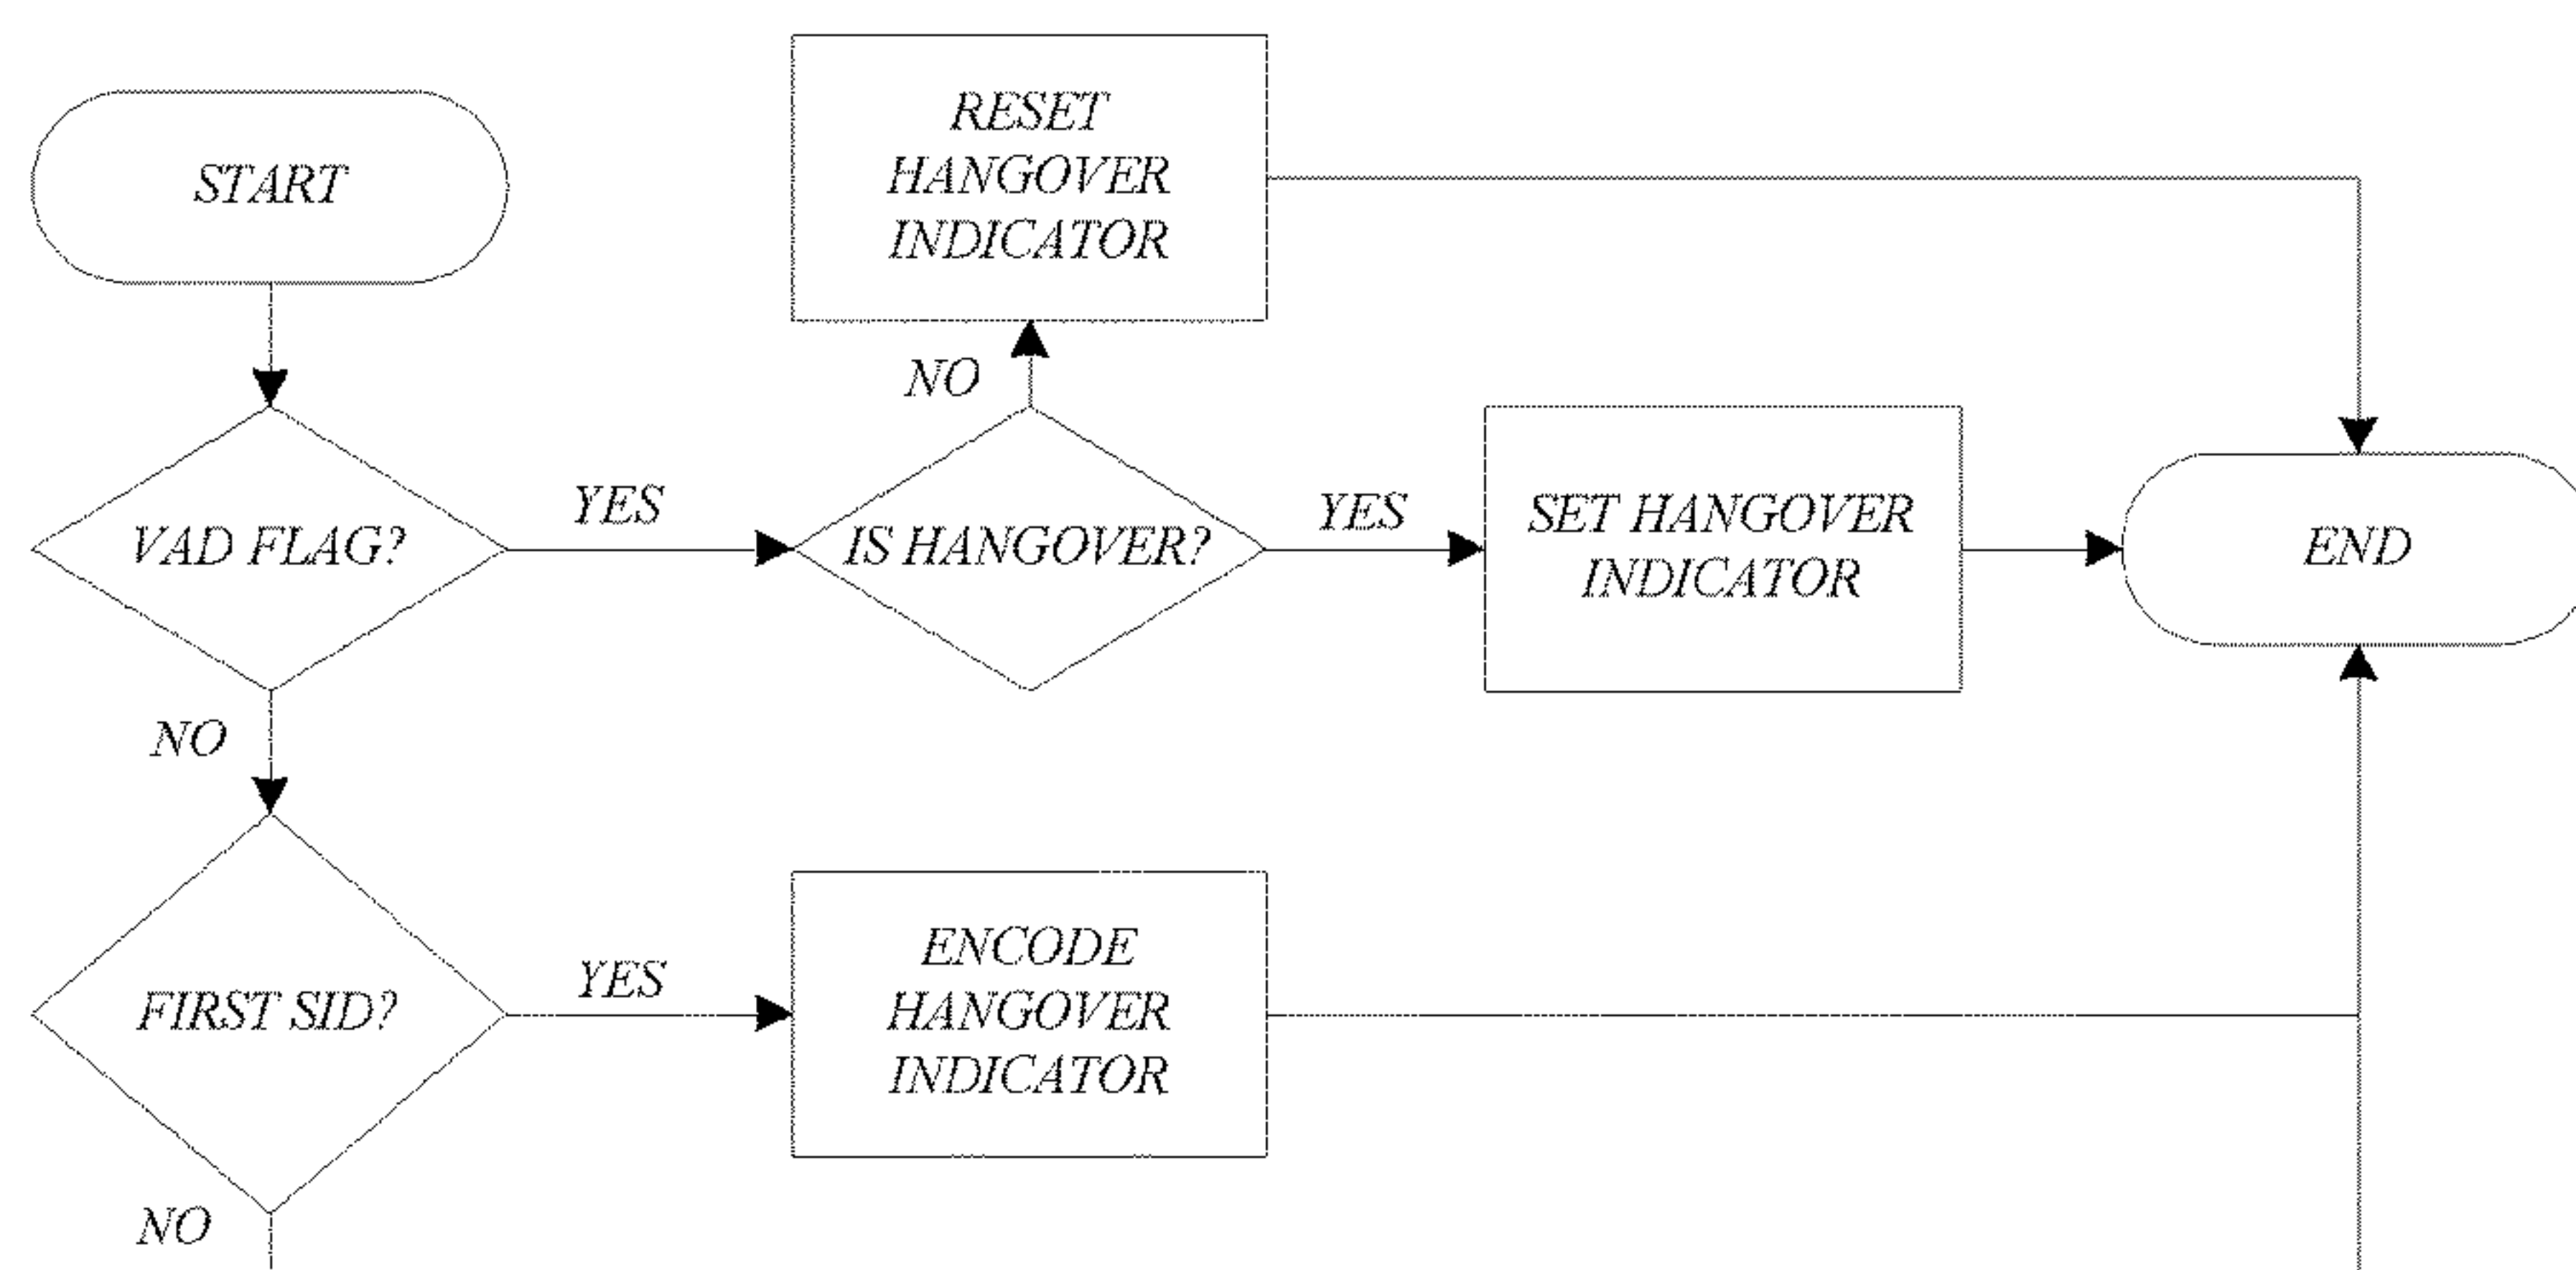 START
RESET
HANGOVER
INDICATOR
NO
VAD FLAG?
YES
IS HANGOVER?
YES
SET HANGOVER
INDICATOR
END
NO
FIRST SID?
YES
ENCODE
HANGOVER
INDICATOR
NO